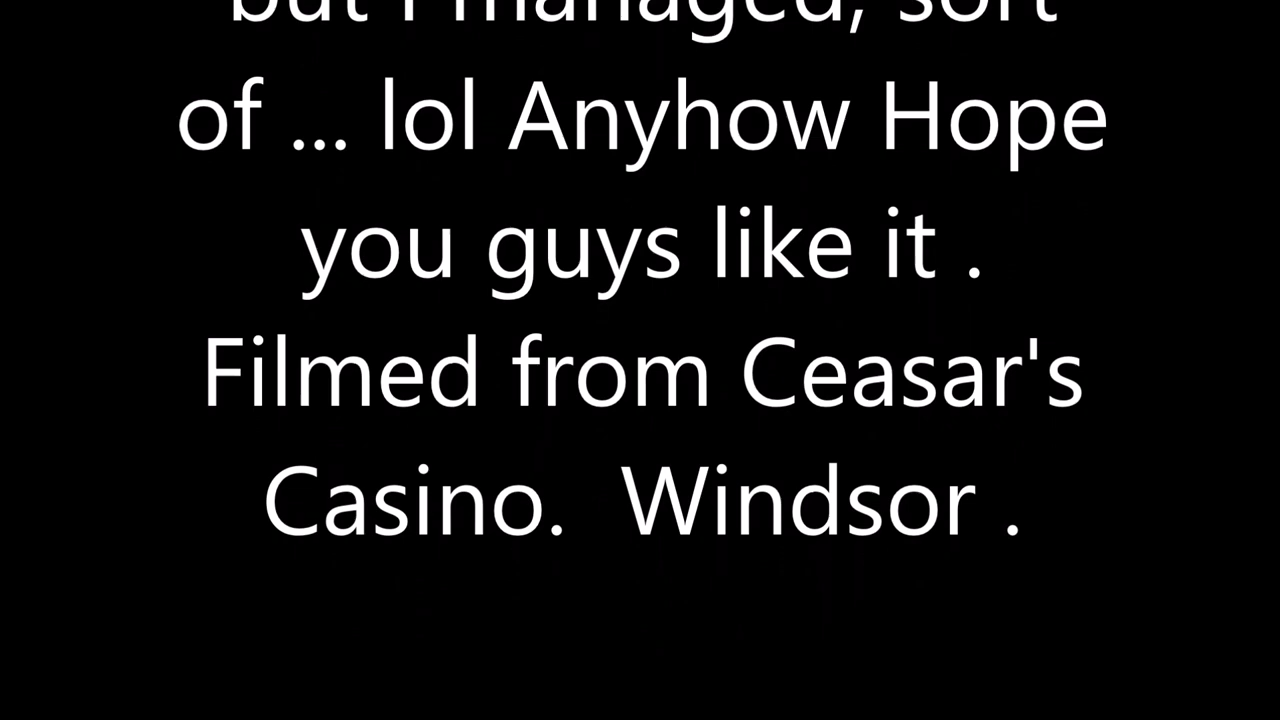 but I managed, sort
of ... lol Anyhow Hope
you guys like it .
Filmed from Ceasar's
Casino.  Windsor .